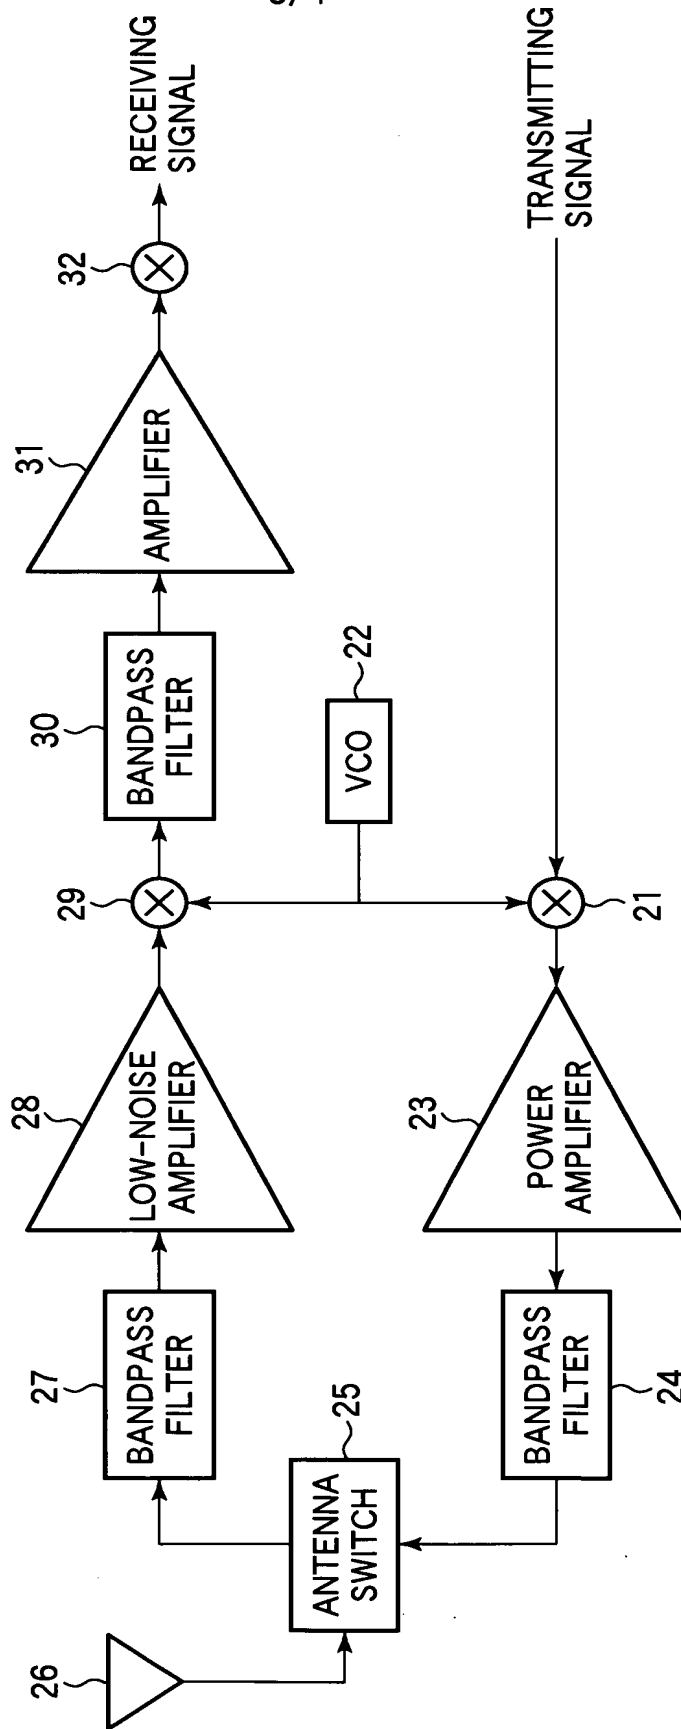 26
27
BANDPASS
FILTER
28
LOW-NOISE
AMPLIFIER
29
30
BANDPASS
FILTER
31
AMPLIFIER
32
RECEIVING
SIGNAL
ANTENNA
SWITCH
25
VCO
22
24
BANDPASS
FILTER
23
POWER
AMPLIFIER
21
TRANSMITTING
SIGNAL